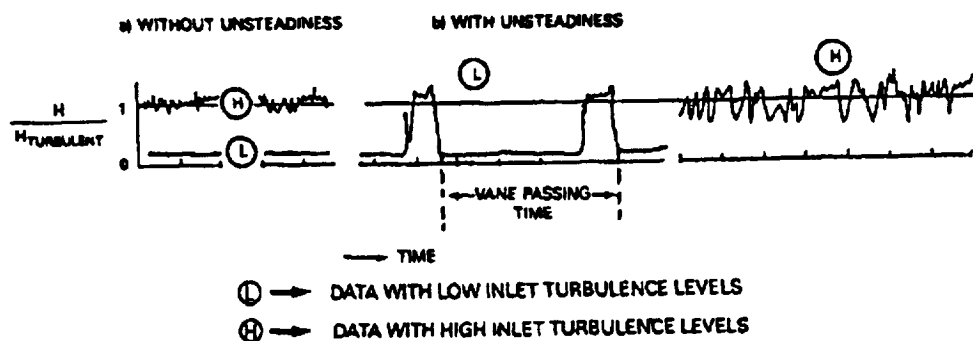 a) WITHOUT UNSTEADINESS
b) WITH UNSTEADINESS
L
H
H
H TURBULENT
1
0
H
L
VANE PASSING
TIME
TIME
L DATA WITH LOW INLET TURBULENCE LEVELS
H DATA WITH HIGH INLET TURBULENCE LEVELS